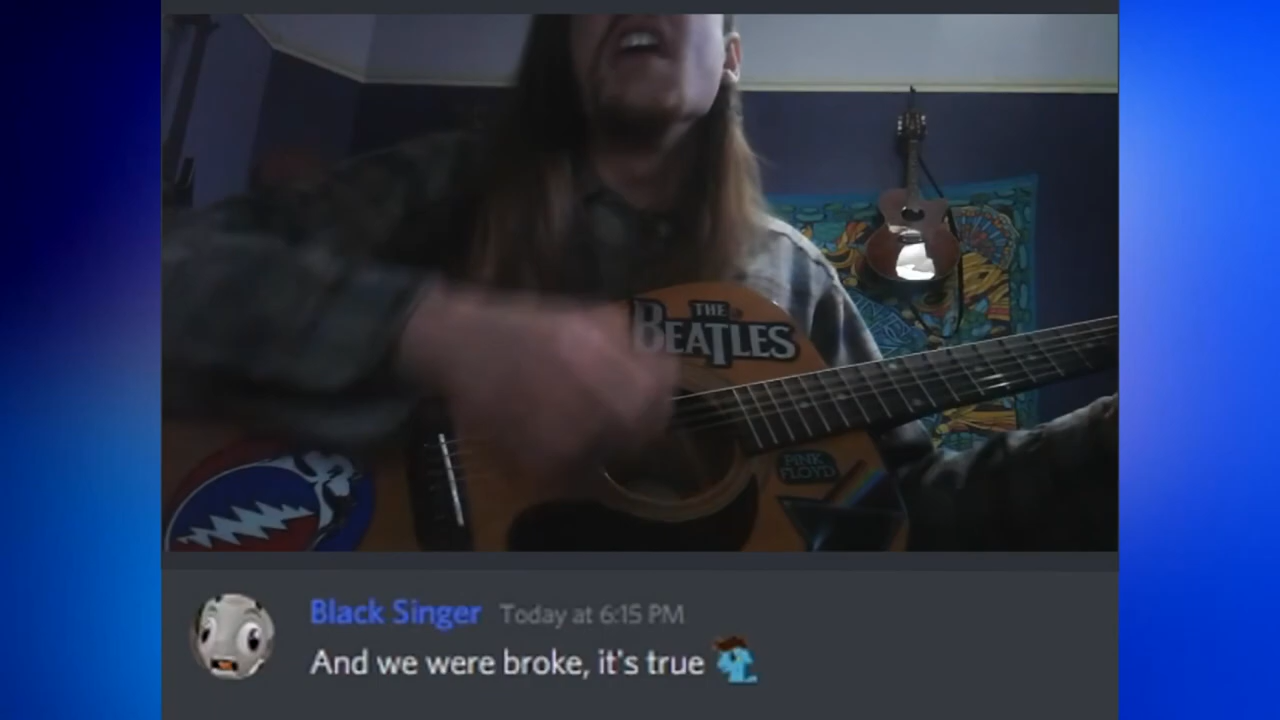 THE
BEATLES
PINK
FLOYD
Black Singer Today at 6:15 PM
And we were broke, it's true